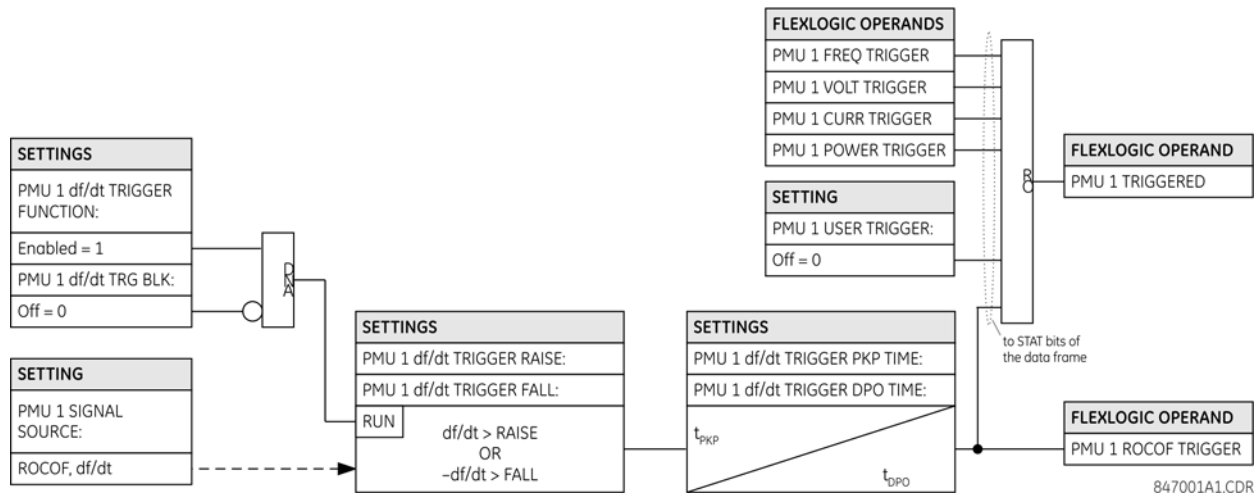 FLEXLOGIC OPERANDS
PMU 1 FREQ TRIGGER
PMU 1 VOLT TRIGGER
PMU 1 CURR TRIGGER
PMU 1 POWER TRIGGER
SETTING
PMU 1 USER TRIGGER:
Off = 0
OR
FLEXLOGIC OPERAND
PMU 1 TRIGGERED
SETTINGS
PMU 1 df/dt TRIGGER
FUNCTION:
Enabled = 1
PMU 1 df/dt TRG BLK:
Off = 0
AND
SETTING
PMU 1 SIGNAL
SOURCE:
ROCOF, df/dt
SETTINGS
PMU 1 df/dt TRIGGER RAISE:
PMU 1 df/dt TRIGGER FALL:
RUN
df/dt > RAISE
OR
–df/dt > FALL
SETTINGS
PMU 1 df/dt TRIGGER PKP TIME:
PMU 1 df/dt TRIGGER DPO TIME:
tPKP
tDPO
to STAT bits of
the data frame
FLEXLOGIC OPERAND
PMU 1 ROCOF TRIGGER
847001A1.CDR